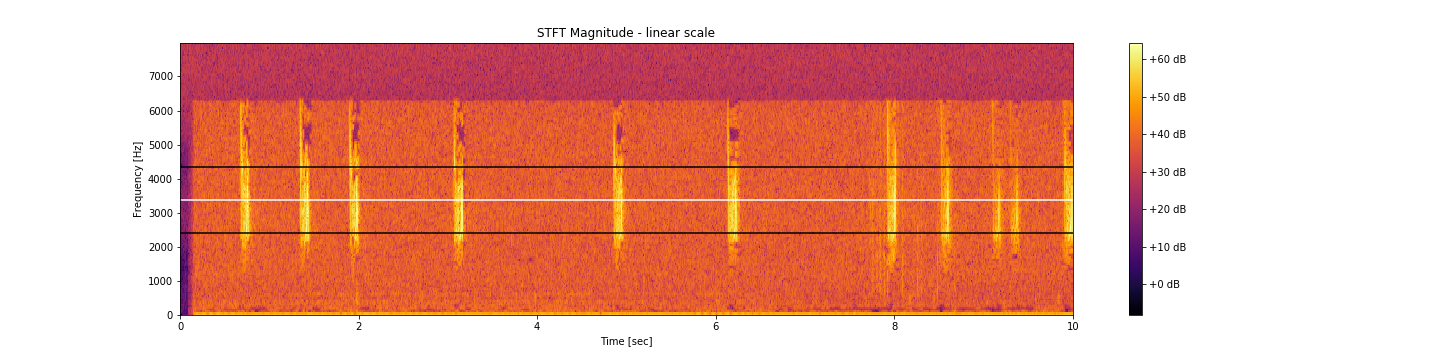 STFT Magnitude - linear scale
7000
6000
5000
4000
3000
2000
1000
0
Frequency [Hz]
0 2 4 6 8 10
Time [sec]
+60 dB
+50 dB
+40 dB
+30 dB
+20 dB
+10 dB
+0 dB